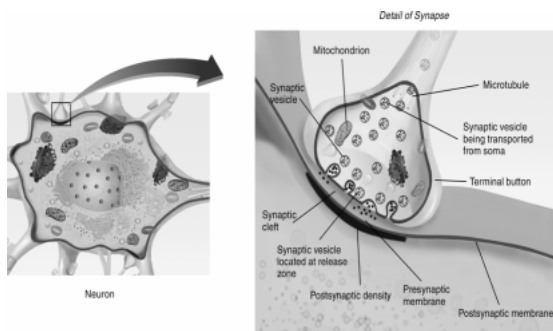 Detail of Synapse
Mitochondrion
Microtubule
Synaptic
vesicle
Synaptic vesicle
being transported
from soma
Terminal button
Synaptic
cleft
Synaptic vesicle
located at release
zone
Presynaptic
membrane
Postsynaptic density
Postsynaptic membrane
Neuron